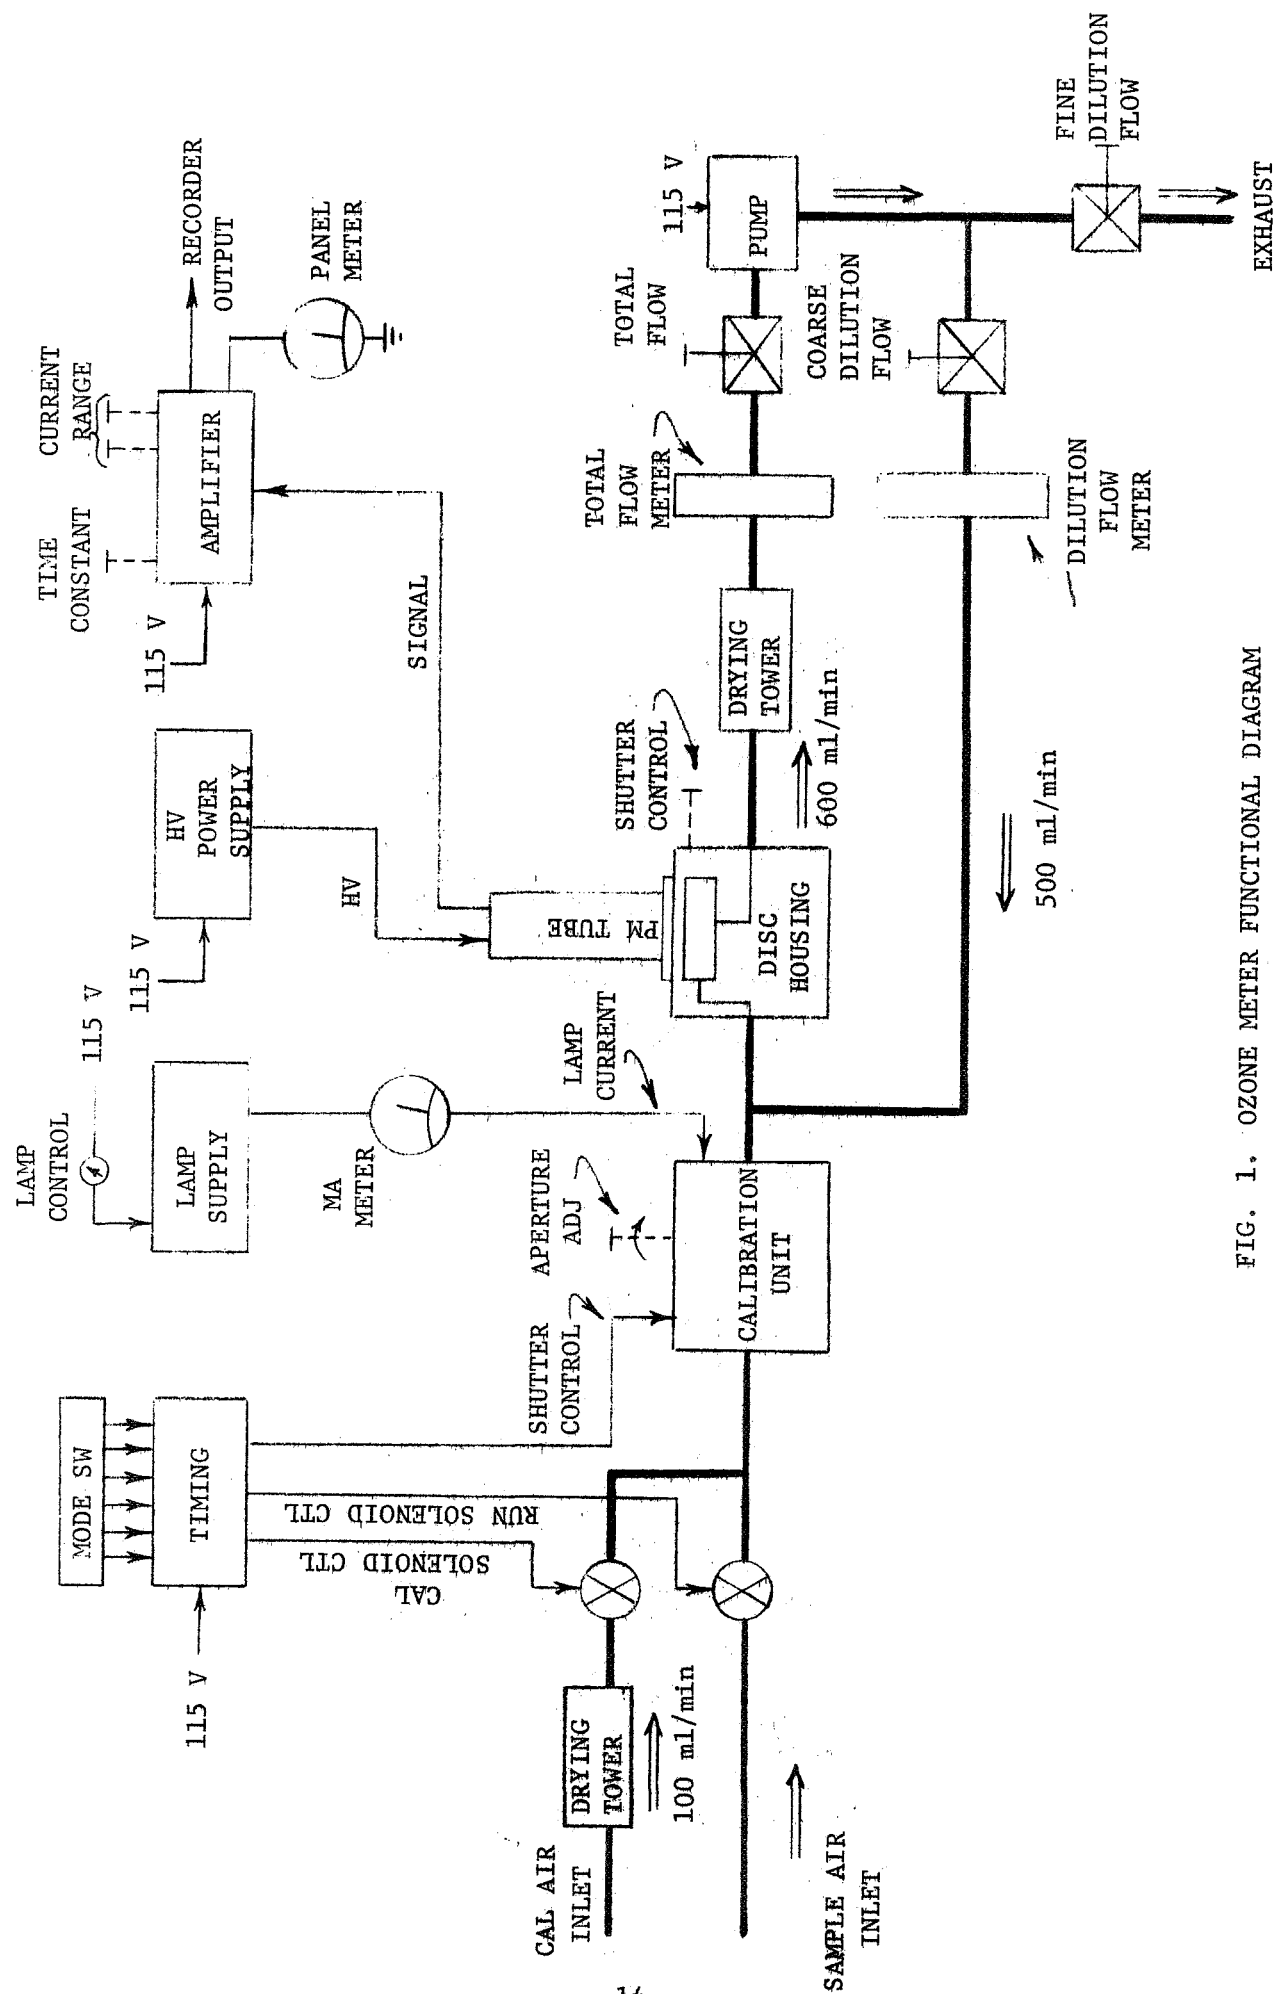 LAMP
CONTROL
115 V
MODE SW
TIMING
115 V
LAMP
SUPPLY
115 V
HV
POWER
SUPPLY
115 V
TIME
CONSTANT
CURRENT
RANGE
AMPLIFIER
RECORDER
OUTPUT
PANEL
METER
CAL
SOLENOID CTL
RUN SOLENOID CTL
SHUTTER
CONTROL
MA
METER
APERTURE
ADJ
LAMP
CURRENT
HV
SIGNAL
PM TUBE
SHUTTER
CONTROL
TOTAL
FLOW
METER
TOTAL
FLOW
115 V
PUMP
CAL AIR
INLET
DRYING
TOWER
100 ml/min
SAMPLE AIR
INLET
CALIBRATION
UNIT
DISC
HOUSING
DRYING
TOWER
600 ml/min
COARSE
DILUTION
FLOW
500 ml/min
DILUTION
FLOW
METER
FINE
DILUTION
FLOW
EXHAUST
FIG. 1. OZONE METER FUNCTIONAL DIAGRAM